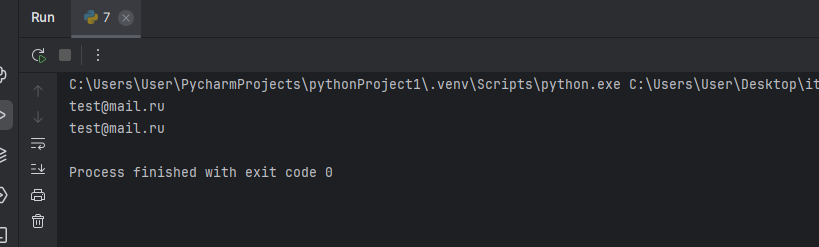 Run
7
C:\Users\User\PycharmProjects\pythonProject1\.venv\Scripts\python.exe C:\Users\User\Desktop\it
test@mail.ru
test@mail.ru
Process finished with exit code 0